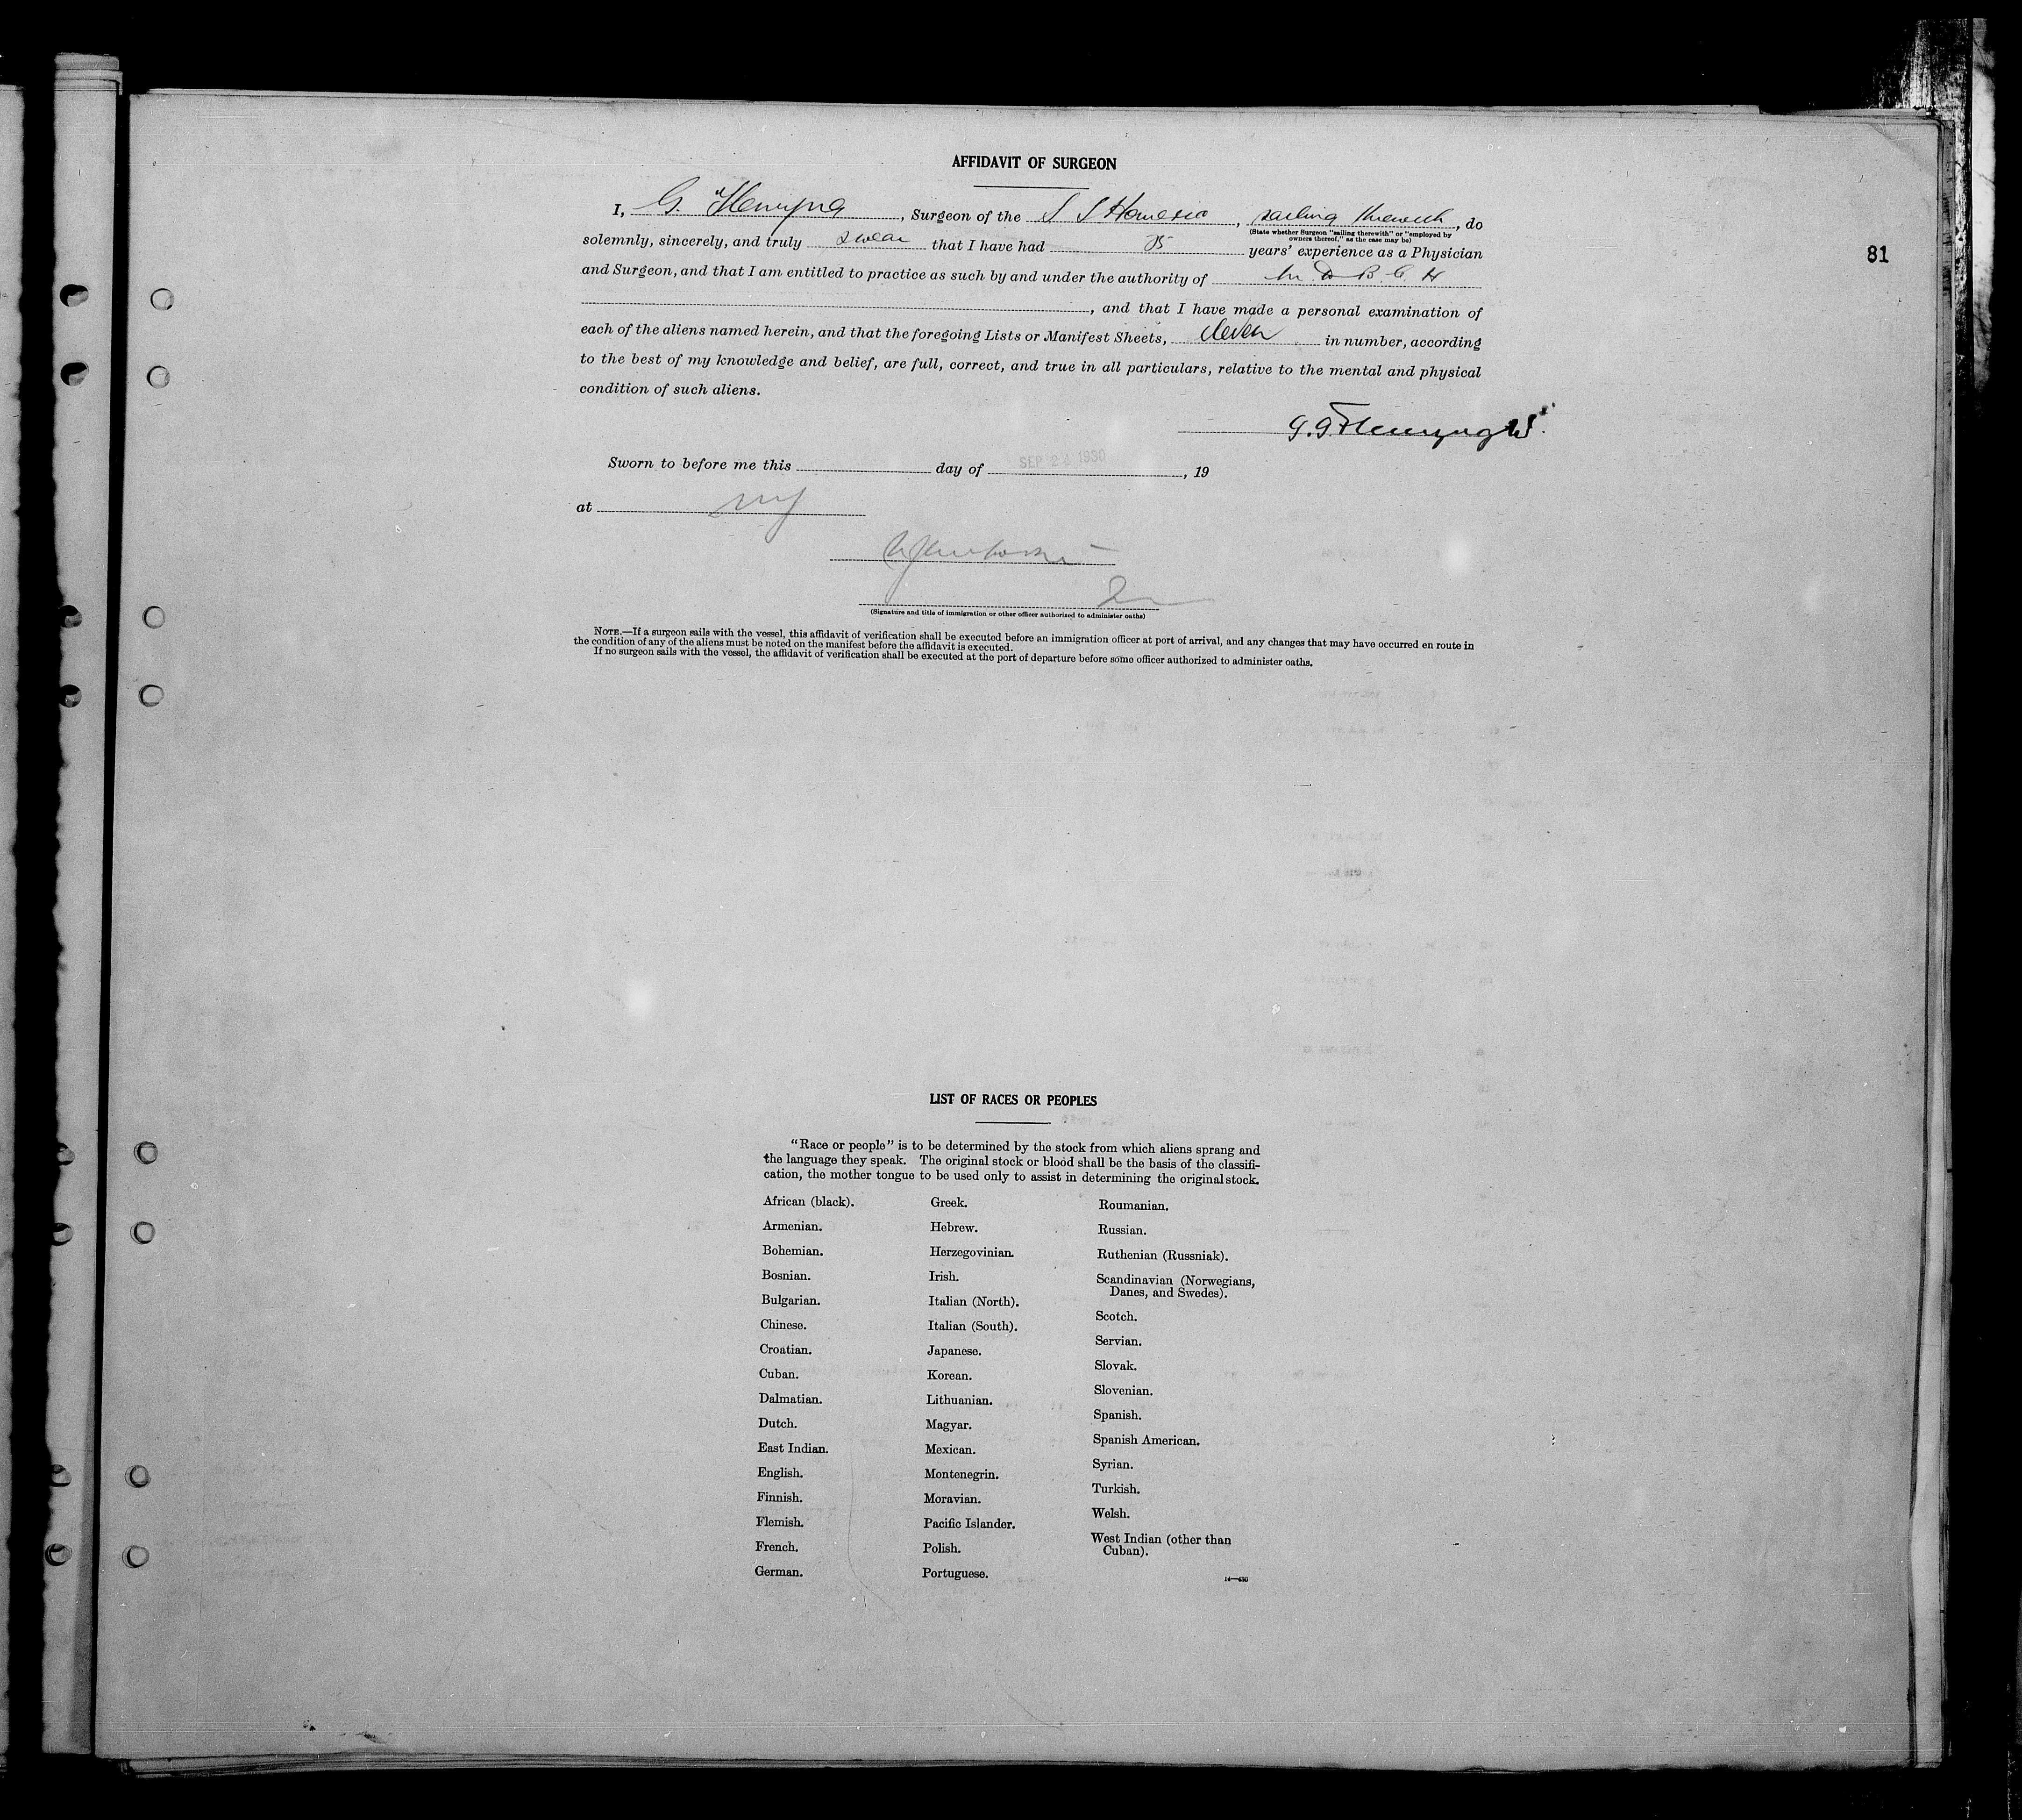 AFFIDAVIT OF SURGEON
81
I, G. , Surgeon of the S S , sailing therewith, do
(State whether Surgeon "sailing therewith" or "employed by
owners thereof," as the case may be)
solemnly, sincerely, and truly swear that I have had years' experience as a Physician
and Surgeon, and that I am entitled to practice as such by and under the authority of
, and that I have made a personal examination of
each of the aliens named herein, and that the foregoing Lists or Manifest Sheets, in number, according
to the best of my knowledge and belief, are full, correct, and true in all particulars, relative to the mental and physical
condition of such aliens.
Sworn to before me this day of SEP 1930, 19
at NY
(Signature and title of immigration or other officer authorized to administer oaths)
NOTE.—If a surgeon sails with the vessel, this affidavit of verification shall be executed before an immigration officer at port of arrival, and any changes that may have occurred en route in
the condition of any of the aliens must be noted on the manifest before the affidavit is executed.
If no surgeon sails with the vessel, the affidavit of verification shall be executed at the port of departure before some officer authorized to administer oaths.
LIST OF RACES OR PEOPLES
"Race or people" is to be determined by the stock from which aliens sprang and
the language they speak. The original stock or blood shall be the basis of the classifi-
cation, the mother tongue to be used only to assist in determining the original stock.
African (black).
Armenian.
Bohemian.
Bosnian.
Bulgarian.
Chinese.
Croatian.
Cuban.
Dalmatian.
Dutch.
East Indian.
English.
Finnish.
Flemish.
French.
German.
Greek.
Hebrew.
Herzegovinian.
Irish.
Italian (North).
Italian (South).
Japanese.
Korean.
Lithuanian.
Magyar.
Mexican.
Montenegrin.
Moravian.
Pacific Islander.
Polish.
Portuguese.
Roumanian.
Russian.
Ruthenian (Russniak).
Scandinavian (Norwegians,
Danes, and Swedes).
Scotch.
Servian.
Slovak.
Slovenian.
Spanish.
Spanish American.
Syrian.
Turkish.
Welsh.
West Indian (other than
Cuban).